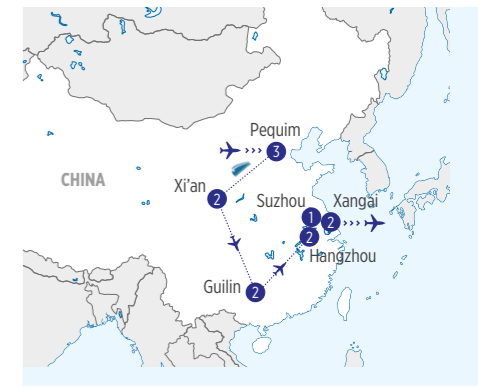 Pequim
3
CHINA
Xi'an
2
Suzhou
Xangai
1
2
2
Hangzhou
Guilin
2